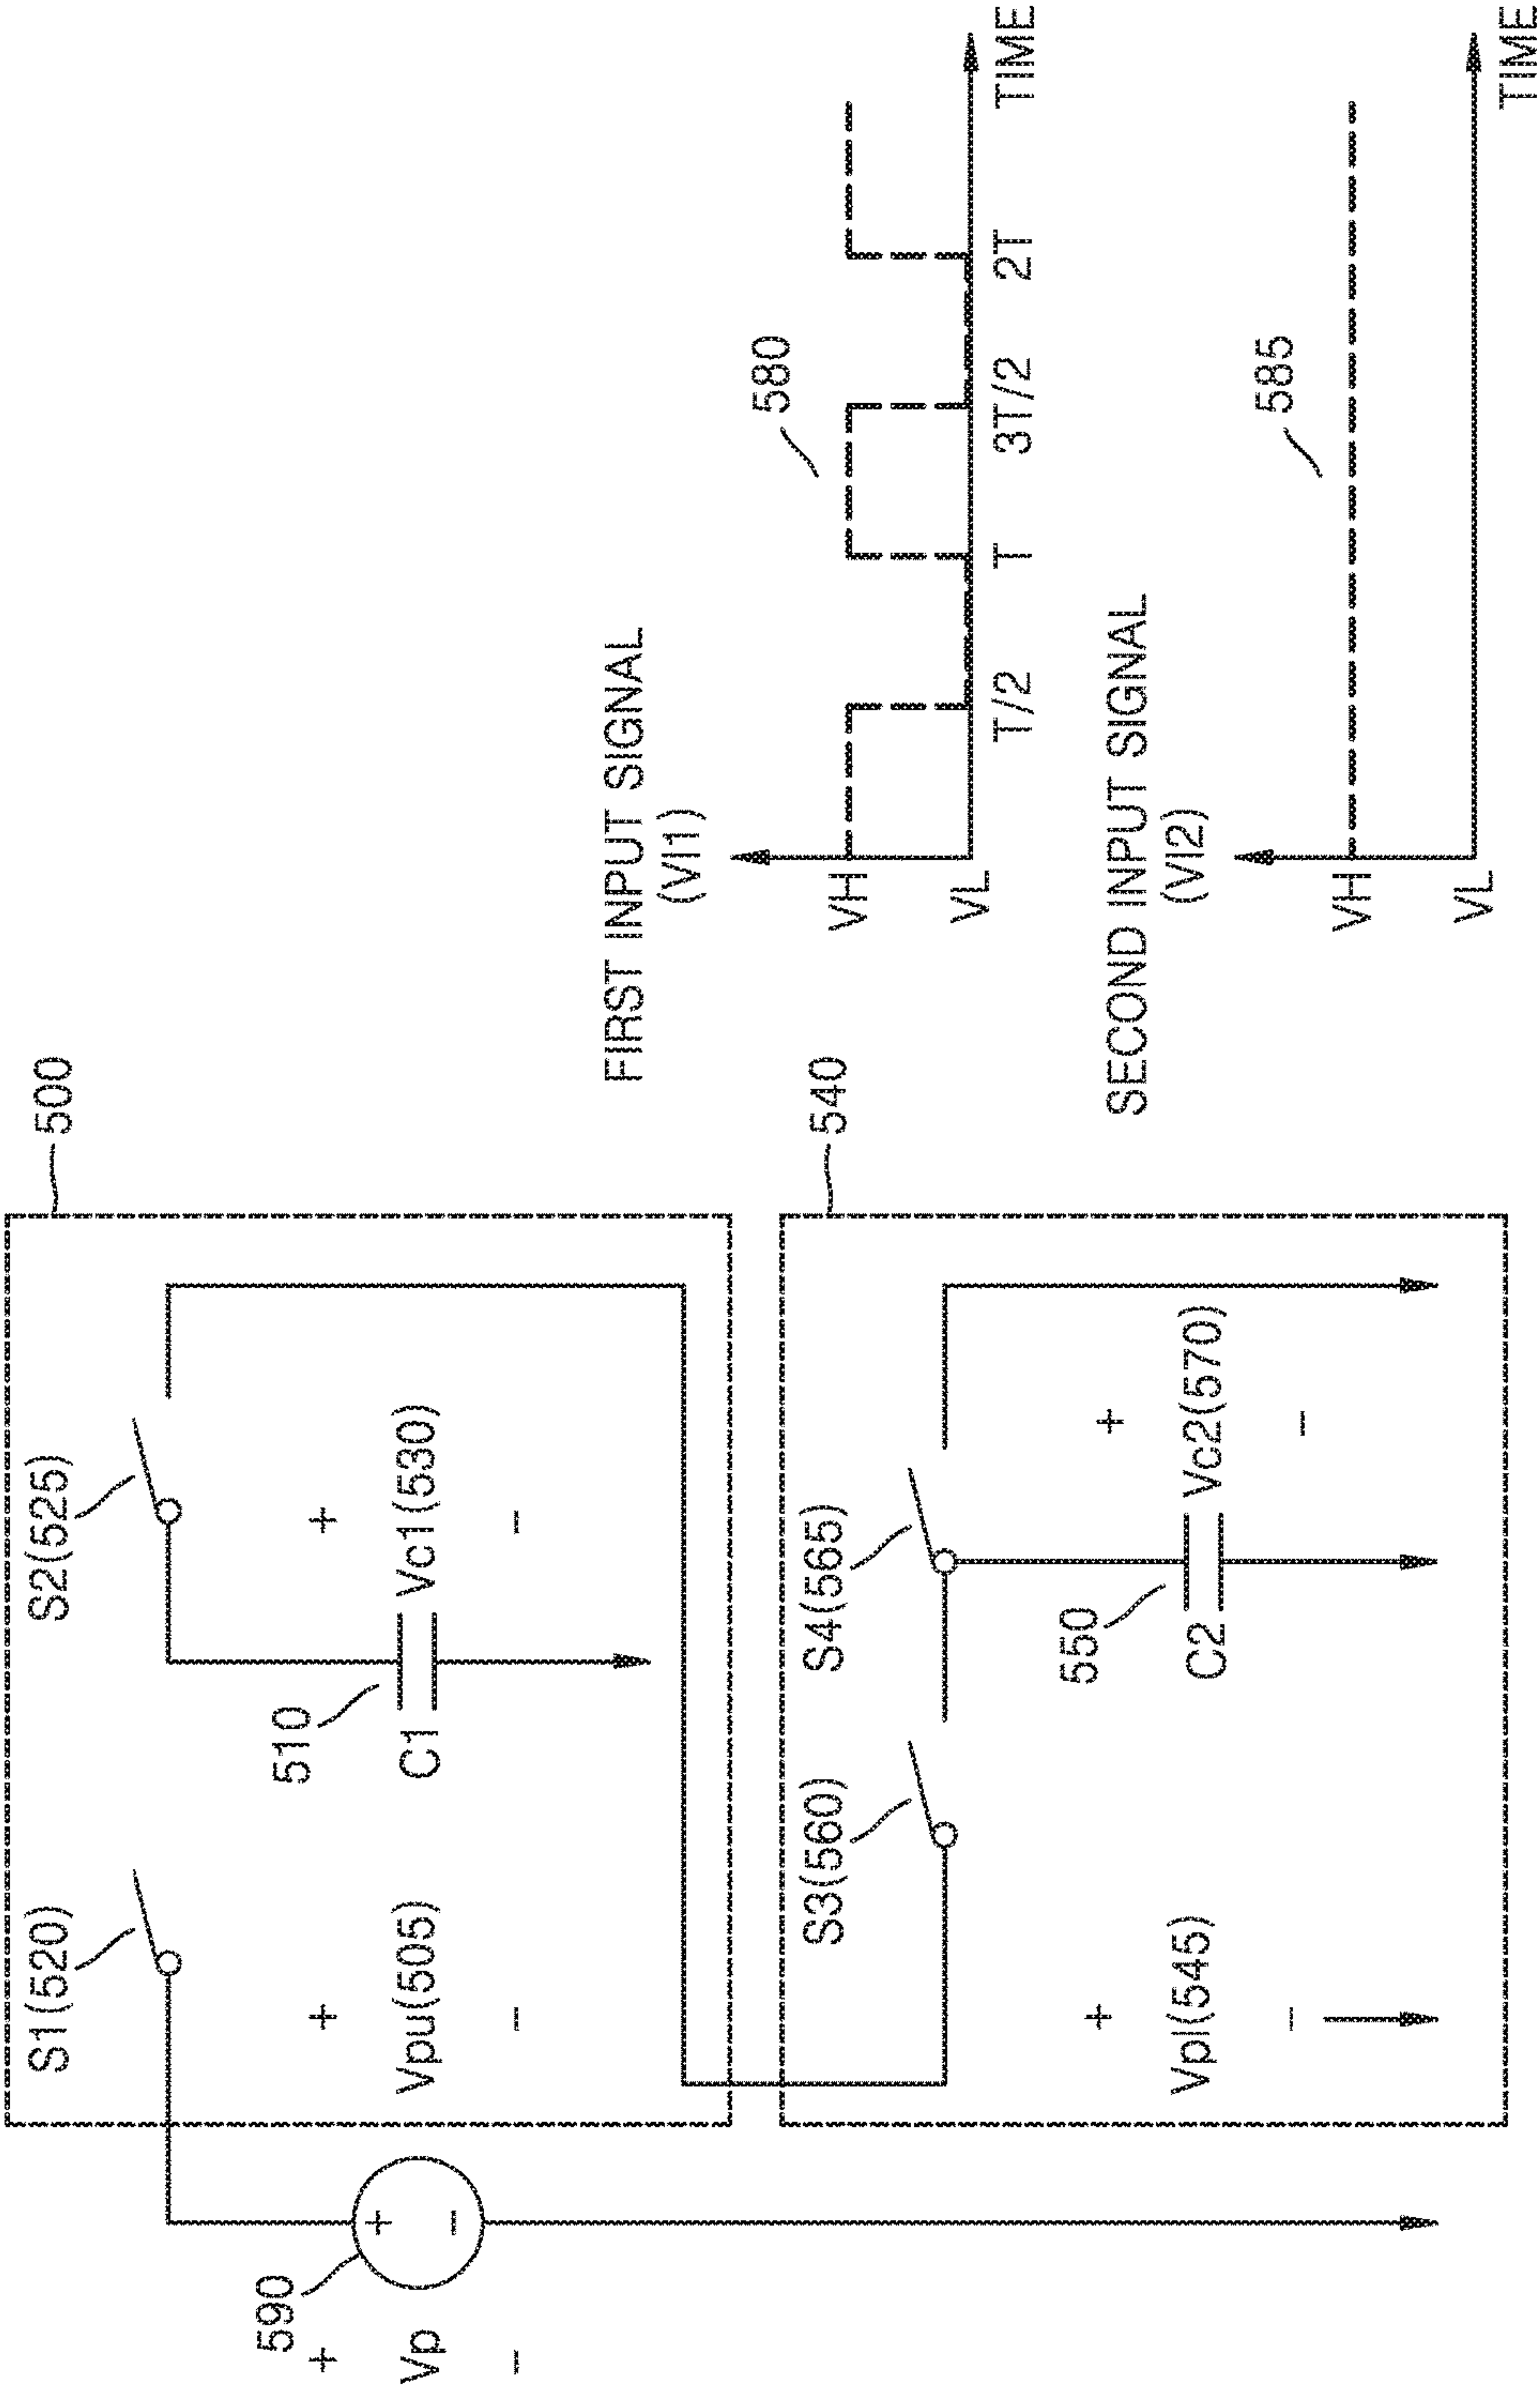 500
S1(520)
S2(525)
590
+
Vp
-
+
-
+
Vpu(505)
-
510
C1
+
Vc1(530)
-
540
S3(560)
S4(565)
+
Vpl(545)
-
550
C2
+
Vc2(570)
-
FIRST INPUT SIGNAL
(VI1)
580
VH
VL
T/2
T
3T/2
2T
TIME
SECOND INPUT SIGNAL
(VI2)
585
VH
VL
TIME